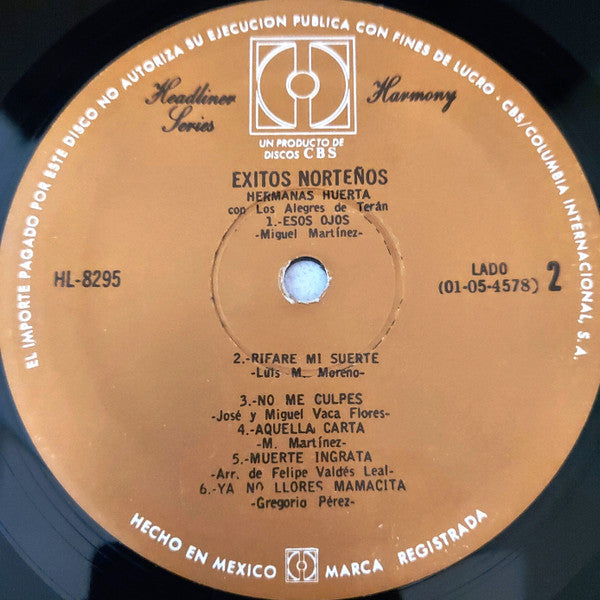 EL IMPORTE PAGADO POR ESTE DISCO NO AUTORIZA SU EJECUCION PUBLICA CON FINES DE LUCRO · CBS/COLUMBIA INTERNACIONAL, S.A.
Headliner
Series
Harmony
UN PRODUCTO DE
DISCOS CBS
EXITOS NORTEÑOS
HERMANAS HUERTA
con Los Alegres de Terán
1.-ESOS OJOS
-Miguel Martínez-
HL-8295
LADO 2
(01-05-4578)
2.-RIFARE MI SUERTE
-Luis M. Moreno-
3.-NO ME CULPES
-José y Miguel Vaca Flores-
4.-AQUELLA CARTA
-M. Martínez-
5.-MUERTE INGRATA
-Arr. de Felipe Valdés Leal-
6.-YA NO LLORES MAMACITA
-Gregorio Pérez-
HECHO EN MEXICO MARCA REGISTRADA